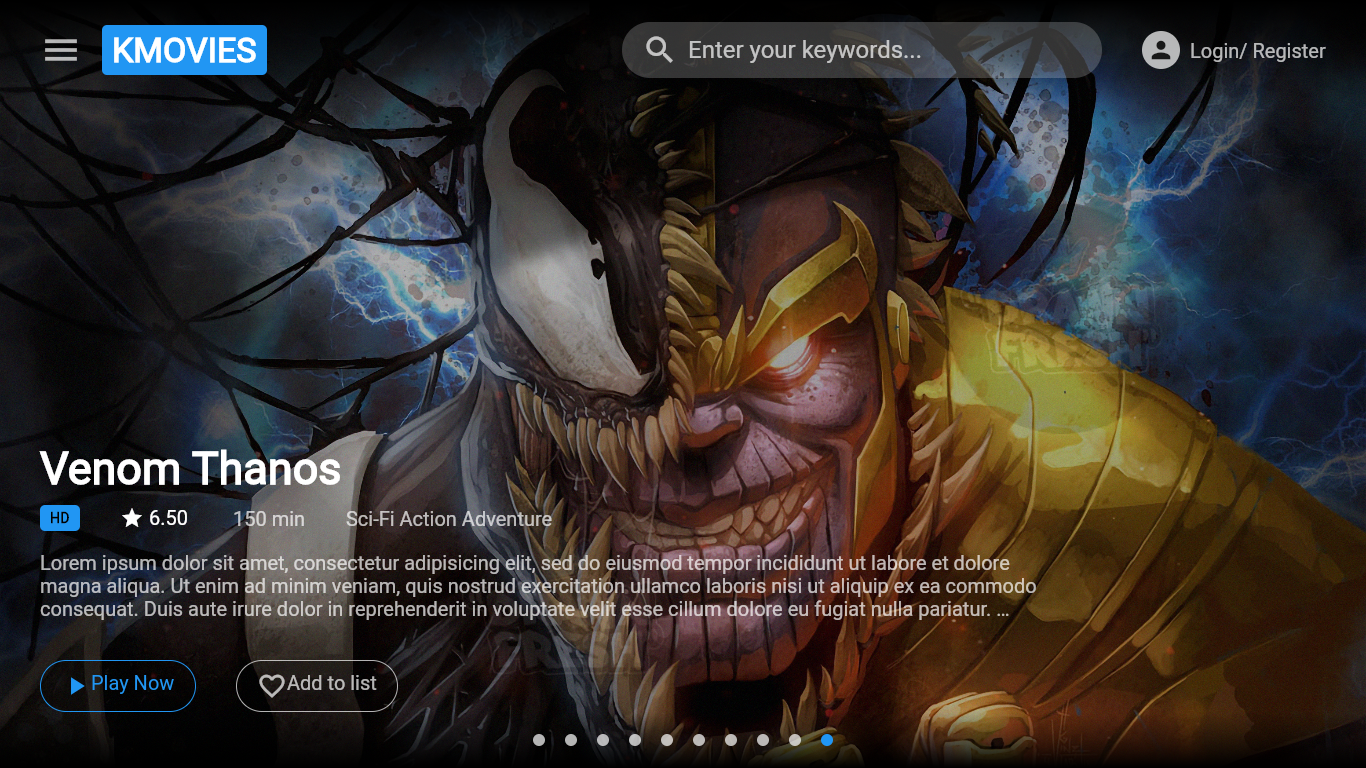 KMOVIES
Enter your keywords...
Login/ Register
Venom Thanos
HD
6.50
150 min
Sci-Fi Action Adventure
Lorem ipsum dolor sit amet, consectetur adipisicing elit, sed do eiusmod tempor incididunt ut labore et dolore
magna aliqua. Ut enim ad minim veniam, quis nostrud exercitation ullamco laboris nisi ut aliquip ex ea commodo
consequat. Duis aute irure dolor in reprehenderit in voluptate velit esse cillum dolore eu fugiat nulla pariatur. ...
Play Now
Add to list